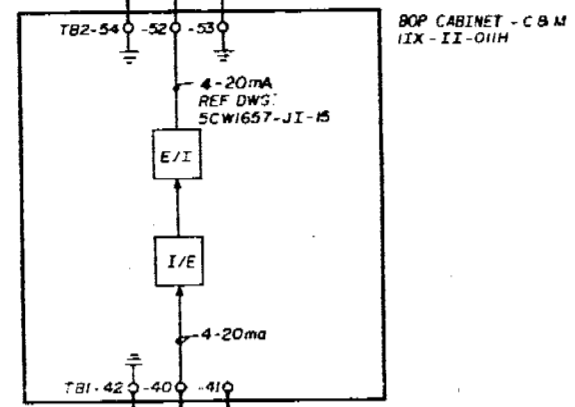 TB2-54 -52 -53
BOP CABINET - C & M
11X-II-011H
4-20mA
REF DWG:
5CW1657-JI-15
E/I
I/E
4-20ma
TB1-42 -40 -41